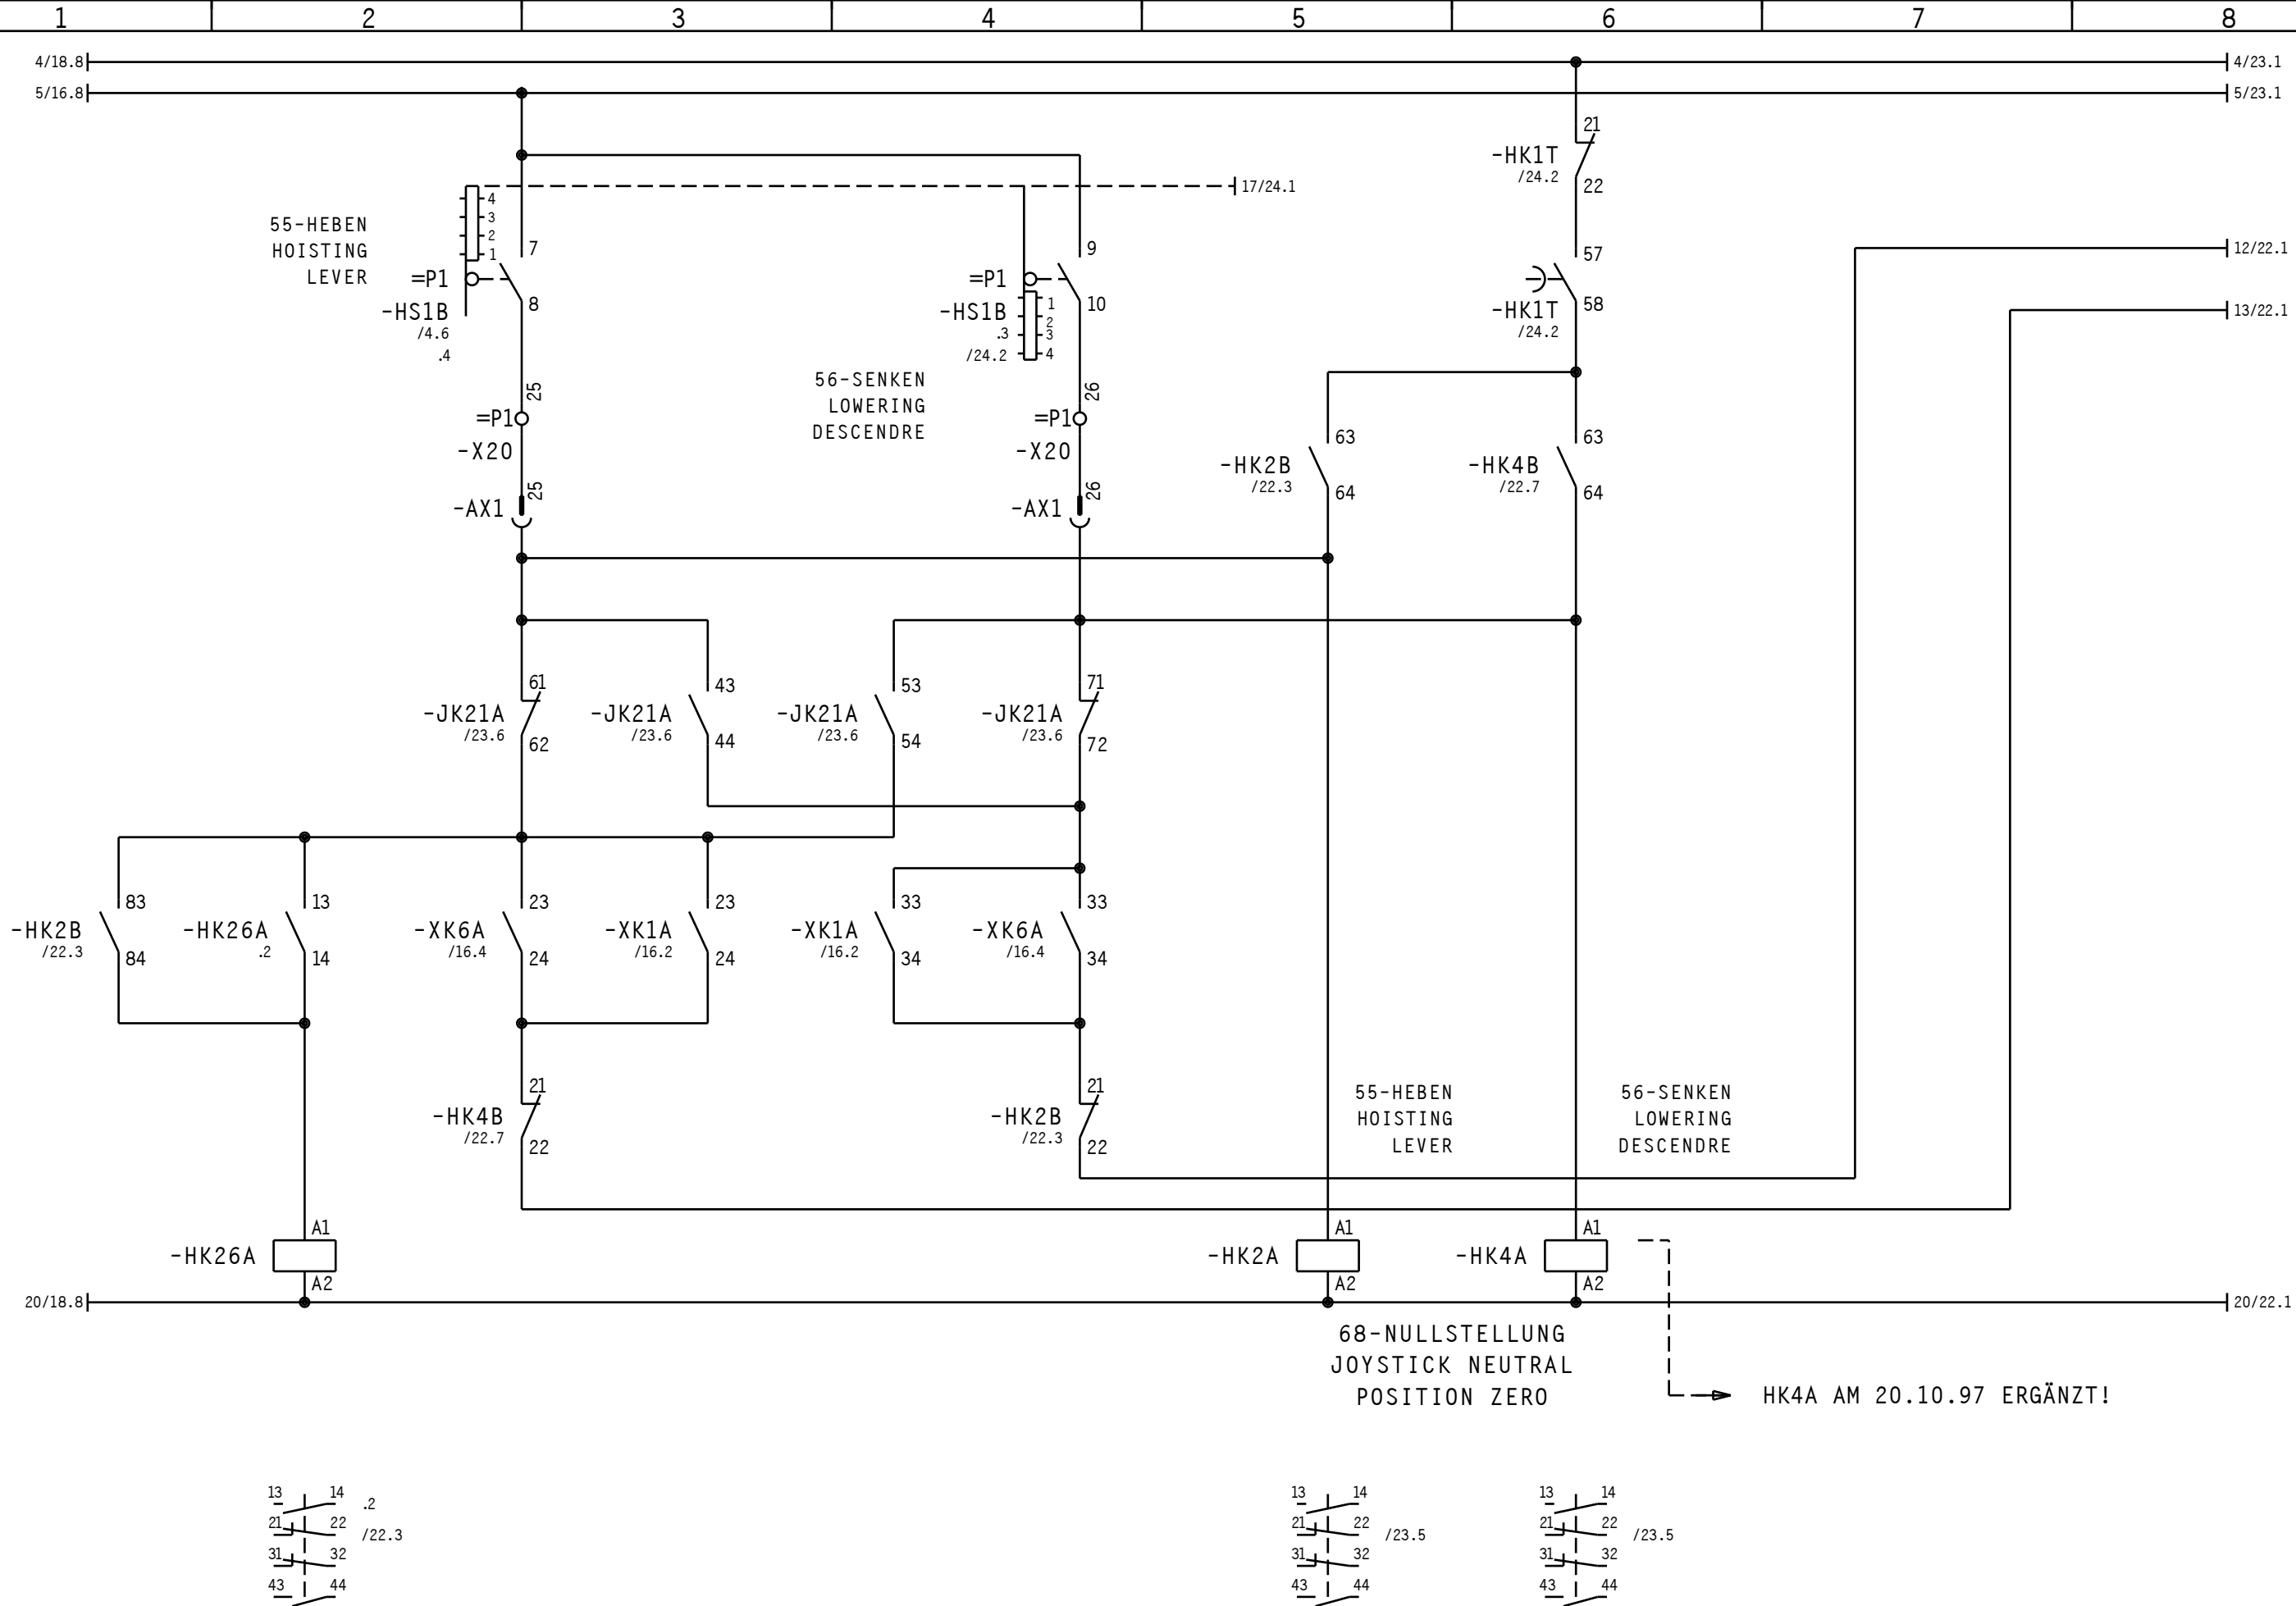 1 2 3 4 5 6 7 8
4/18.8 4/23.1
5/16.8 5/23.1
21
-HK1T
/24.2
22
17/24.1
4
3
2
1
55-HEBEN
HOISTING
LEVER
7
=P1
8
-HS1B
/4.6
.4
9
=P1
10
-HS1B
.3
/24.2
1
2
3
4
57
58
-HK1T
/24.2
12/22.1
13/22.1
56-SENKEN
LOWERING
DESCENDRE
25
=P1
-X20
25
-AX1
26
=P1
-X20
26
-AX1
63
-HK2B
/22.3
64
63
-HK4B
/22.7
64
61
-JK21A
/23.6
62
43
-JK21A
/23.6
44
53
-JK21A
/23.6
54
71
-JK21A
/23.6
72
83
-HK2B
/22.3
84
13
-HK26A
.2
14
23
-XK6A
/16.4
24
23
-XK1A
/16.2
24
33
-XK1A
/16.2
34
33
-XK6A
/16.4
34
21
-HK4B
/22.7
22
21
-HK2B
/22.3
22
55-HEBEN
HOISTING
LEVER
56-SENKEN
LOWERING
DESCENDRE
A1
-HK26A
A2
A1
-HK2A
A2
A1
-HK4A
A2
20/18.8 20/22.1
68-NULLSTELLUNG
JOYSTICK NEUTRAL
POSITION ZERO
HK4A AM 20.10.97 ERGÄNZT!
13 14 .2
21 22 /22.3
31 32
43 44
13 14
21 22 /23.5
31 32
43 44
13 14
21 22 /23.5
31 32
43 44